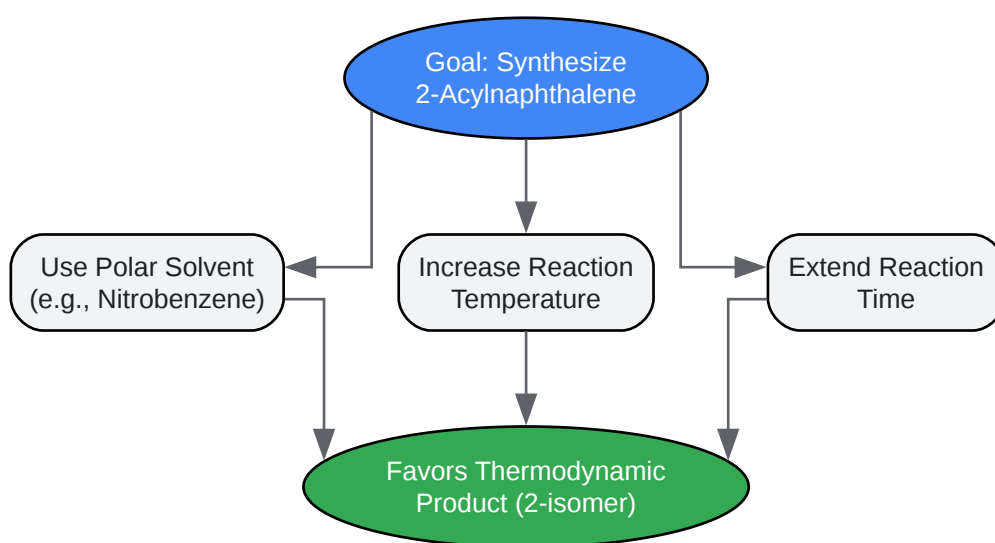 Goal: Synthesize
2-Acylnaphthalene
Use Polar Solvent
(e.g., Nitrobenzene)
Increase Reaction
Temperature
Extend Reaction
Time
Favors Thermodynamic
Product (2-isomer)